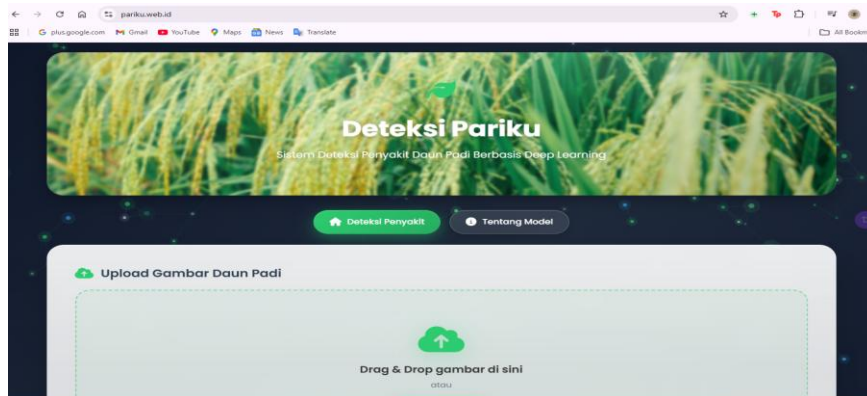 pariku.web.id
plus.google.com Gmail YouTube Maps News Translate
All Bookm
Deteksi Pariku
Sistem Deteksi Penyakit Daun Padi Berbasis Deep Learning
Deteksi Penyakit Tentang Model
Upload Gambar Daun Padi
Drag & Drop gambar di sini
atau